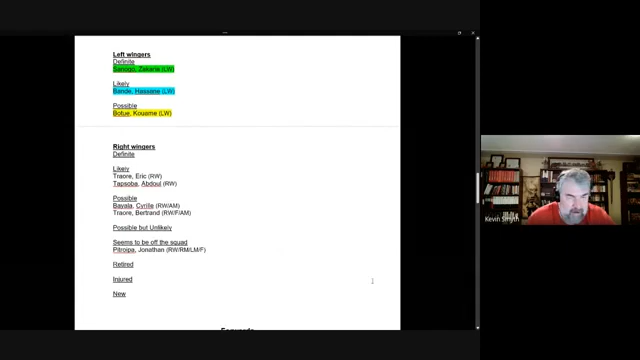 Left wingers
Definite
Sanogo, Zakaria (LW)
Likely
Bande, Hassane (LW)
Possible
Botue, Kouame (LW)
Right wingers
Definite
Likely
Traore, Eric (RW)
Tapsoba, Abdoul (RW)
Possible
Bayala, Cyrille (RW/AM)
Traore, Bertrand (RW/F/AM)
Possible but Unlikely
Seems to be off the squad
Pitroipa, Jonathan (RW/RM/LM/F)
Retired
Injured
New
Kevin Smyth